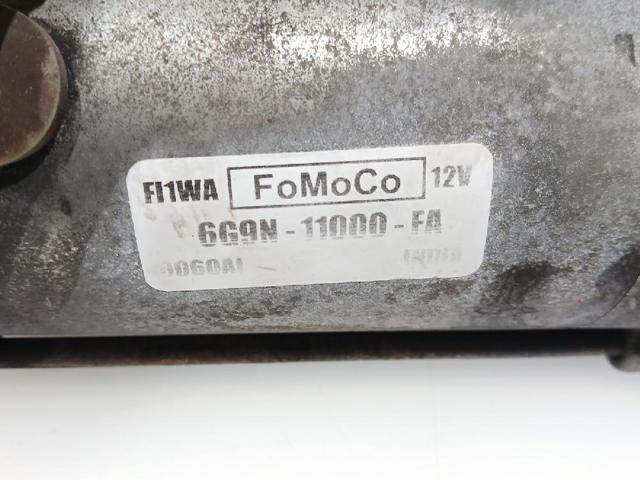 FI1WA FoMoCo 12V
6G9N - 11000 - FA
0060AI INDIA